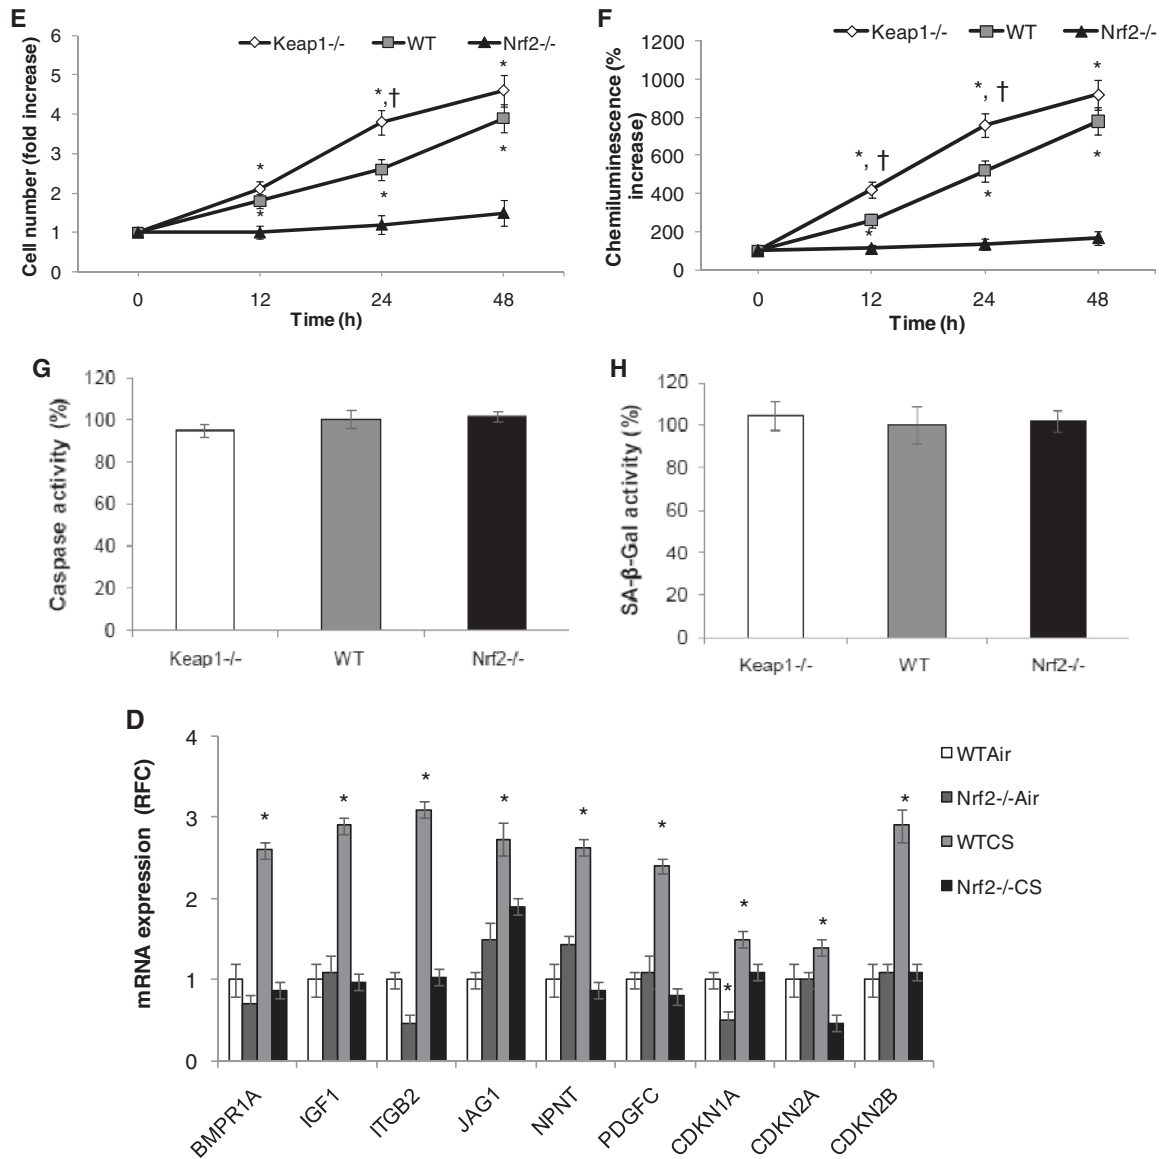 E
Cell number (fold increase)
6
5
4
3
2
1
0
Keap1-/-
WT
Nrf2-/-
*
*
*,†
*
*
*
0
12
24
48
Time (h)
F
Chemiluminescence (%
increase)
1200
1000
800
600
400
200
0
Keap1-/-
WT
Nrf2-/-
*, †
*
*, †
*
*
*
0
12
24
48
Time (h)
G
Caspase activity (%)
120
100
80
60
40
20
0
Keap1-/-
WT
Nrf2-/-
H
SA-β-Gal activity (%)
120
100
80
60
40
20
0
Keap1-/-
WT
Nrf2-/-
D
mRNA expression (RFC)
4
3
2
1
0
*
*
*
*
*
*
*
*
*
*
WTAir
Nrf2-/-Air
WTCS
Nrf2-/-CS
BMPR1A
IGF1
ITGB2
JAG1
NPNT
PDGFC
CDKN1A
CDKN2A
CDKN2B